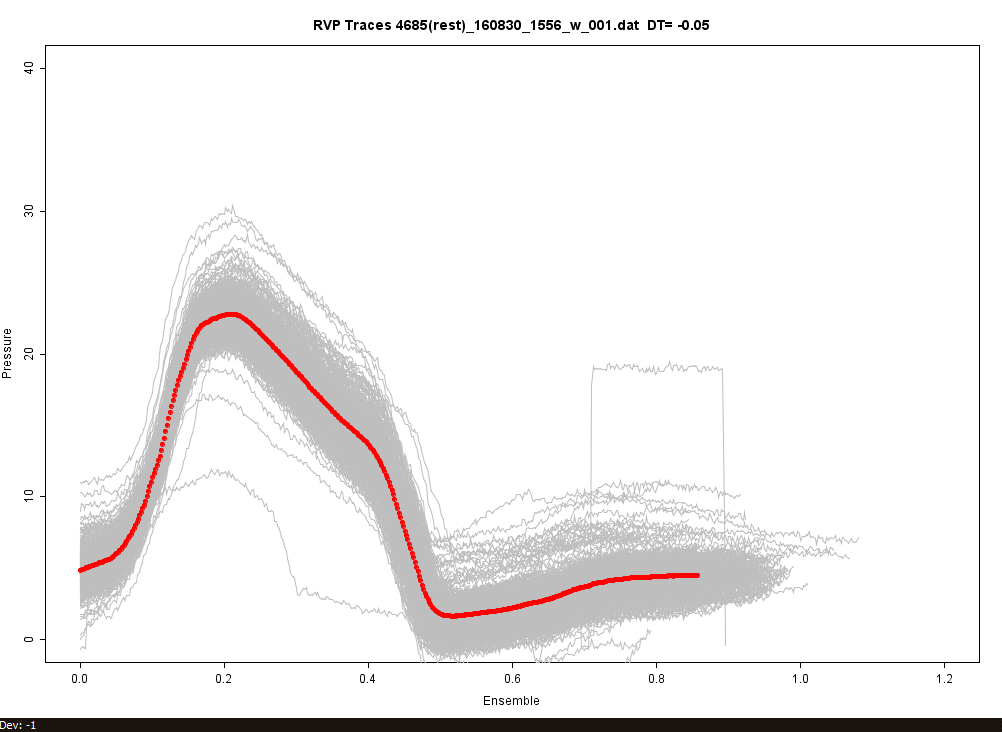 RVP Traces 4685(rest)_160830_1556_w_001.dat DT= -0.05
40
30
20
10
0
Pressure
0.0 0.2 0.4 0.6 0.8 1.0 1.2
Ensemble
Dev: -1